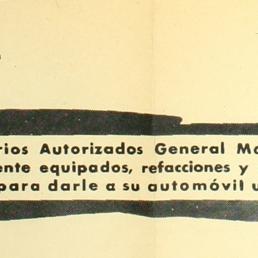 rios Autorizados General Mo
ente equipados, refacciones y
para darle a su automóvil u